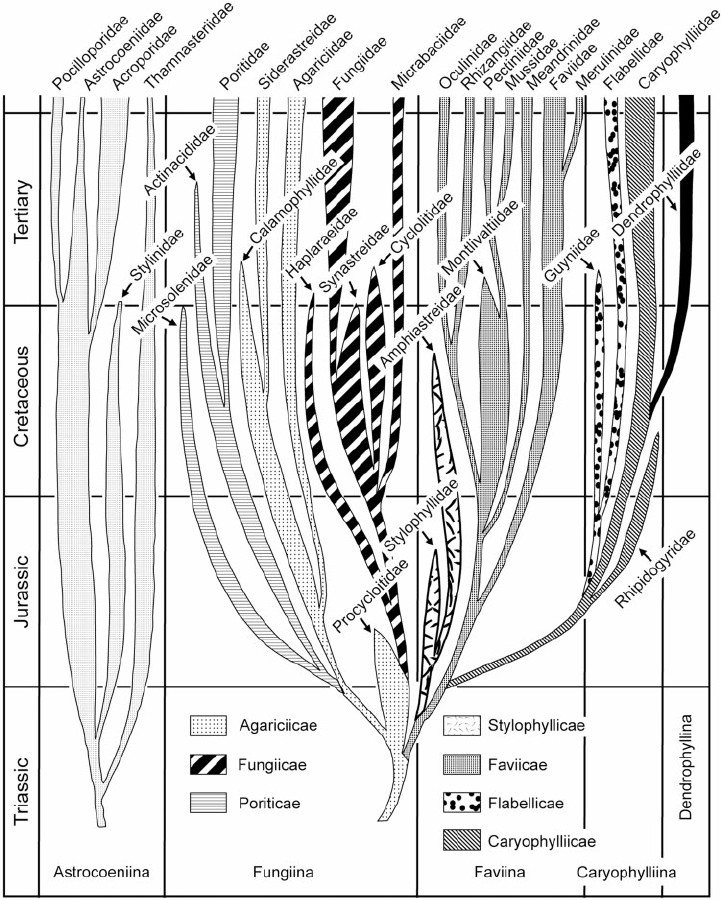 Pocilloporidae
Astrocoeniidae
Acroporidae
Thamnasteriidae
Poritidae
Siderastreidae
Agariciidae
Fungiidae
Micrabaciidae
Oculinidae
Rhizangiidae
Pectiniidae
Mussidae
Meandrinidae
Faviidae
Merulinidae
Flabellidae
Caryophylliidae
Tertiary
Cretaceous
Jurassic
Triassic
Actinacididae
Stylinidae
Microsolenidae
Calamophyllidae
Haplaraeidae
Synastreidae
Cyclolitidae
Montlivaltiidae
Amphiastreidae
Guyniidae
Dendrophylliidae
Stylophyllidae
Procyclolitidae
Rhipidogyridae
Agariciicae
Fungiicae
Poriticae
Stylophyllicae
Faviicae
Flabellicae
Caryophylliicae
Astrocoeniina
Fungiina
Faviina
Caryophylliina
Dendrophyllina